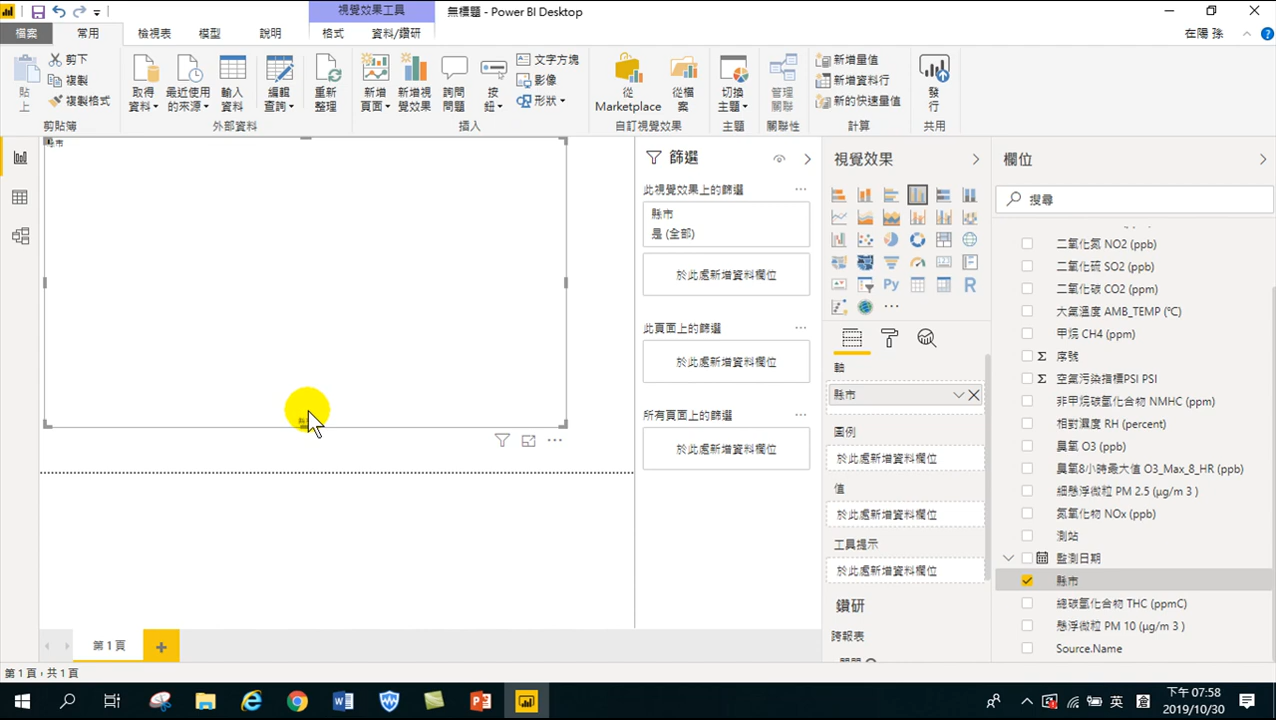 視覺效果工具
無標題 - Power BI Desktop
檔案
常用
檢視表
模型
說明
格式
資料/鑽研
在陽 孫
貼上
剪下
複製
複製格式
剪貼簿
取得資料
最近使用的來源
輸入資料
編輯查詢
重新整理
外部資料
新增頁面
新增視覺效果
詢問問題
按鈕
文字方塊
影像
形狀
插入
從 Marketplace
從檔案
自訂視覺效果
切換主題
主題
管理關聯
關聯性
新增量值
新增資料行
新的快速量值
計算
發行
共用
縣市
篩選
此視覺效果上的篩選
縣市
是 (全部)
於此處新增資料欄位
此頁面上的篩選
於此處新增資料欄位
所有頁面上的篩選
於此處新增資料欄位
視覺效果
Py
R
軸
縣市
圖例
於此處新增資料欄位
值
於此處新增資料欄位
工具提示
於此處新增資料欄位
鑽研
跨報表
欄位
搜尋
二氧化氮 NO2 (ppb)
二氧化硫 SO2 (ppb)
二氧化碳 CO2 (ppm)
大氣溫度 AMB_TEMP (℃)
甲烷 CH4 (ppm)
Σ 序號
Σ 空氣污染指標PSI PSI
非甲烷碳氫化合物 NMHC (ppm)
相對濕度 RH (percent)
臭氧 O3 (ppb)
臭氧8小時最大值 O3_Max_8_HR (ppb)
細懸浮微粒 PM 2.5 (μg/m 3 )
氮氧化物 NOx (ppb)
測站
監測日期
縣市
總碳氫化合物 THC (ppmC)
懸浮微粒 PM 10 (μg/m 3 )
Source.Name
第 1 頁
第 1 頁，共 1 頁
英
下午 07:58
2019/10/30